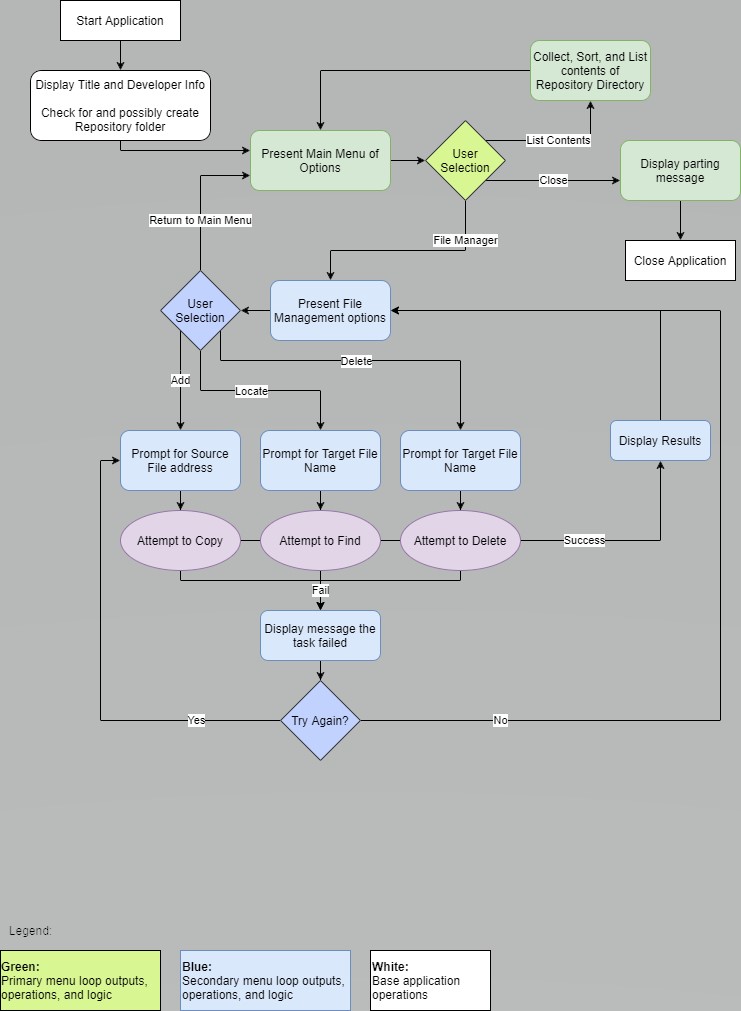 Start Application
Display Title and Developer Info
Check for and possibly create
Repository folder
Collect, Sort, and List
contents of
Repository Directory
Present Main Menu of
Options
User
Selection
List Contents
Close
Display parting
message
Close Application
File Manager
Return to Main Menu
User
Selection
Present File
Management options
Add
Locate
Delete
Prompt for Source
File address
Prompt for Target File
Name
Prompt for Target File
Name
Display Results
Attempt to Copy
Attempt to Find
Attempt to Delete
Success
Fail
Display message the
task failed
Try Again?
Yes
No
Legend:
Green:
Primary menu loop outputs,
operations, and logic
Blue:
Secondary menu loop outputs,
operations, and logic
White:
Base application
operations